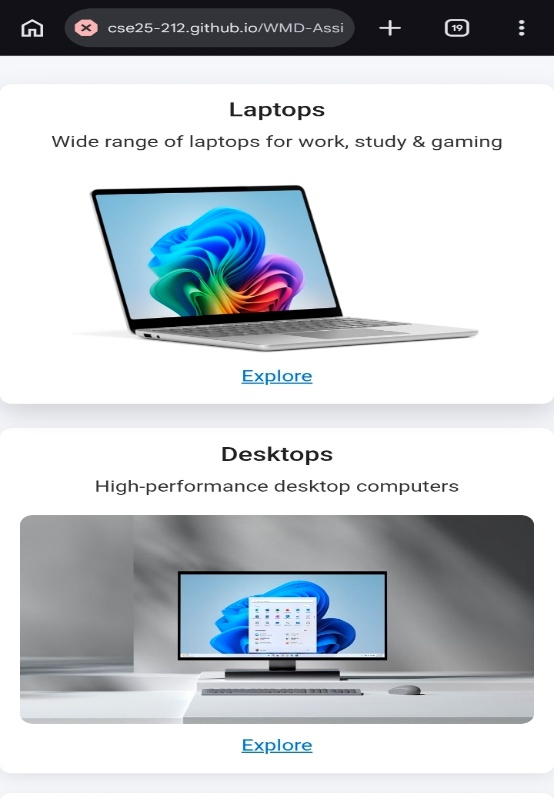 cse25-212.github.io/WMD-Assi
19
Laptops
Wide range of laptops for work, study & gaming
Explore
Desktops
High-performance desktop computers
Explore